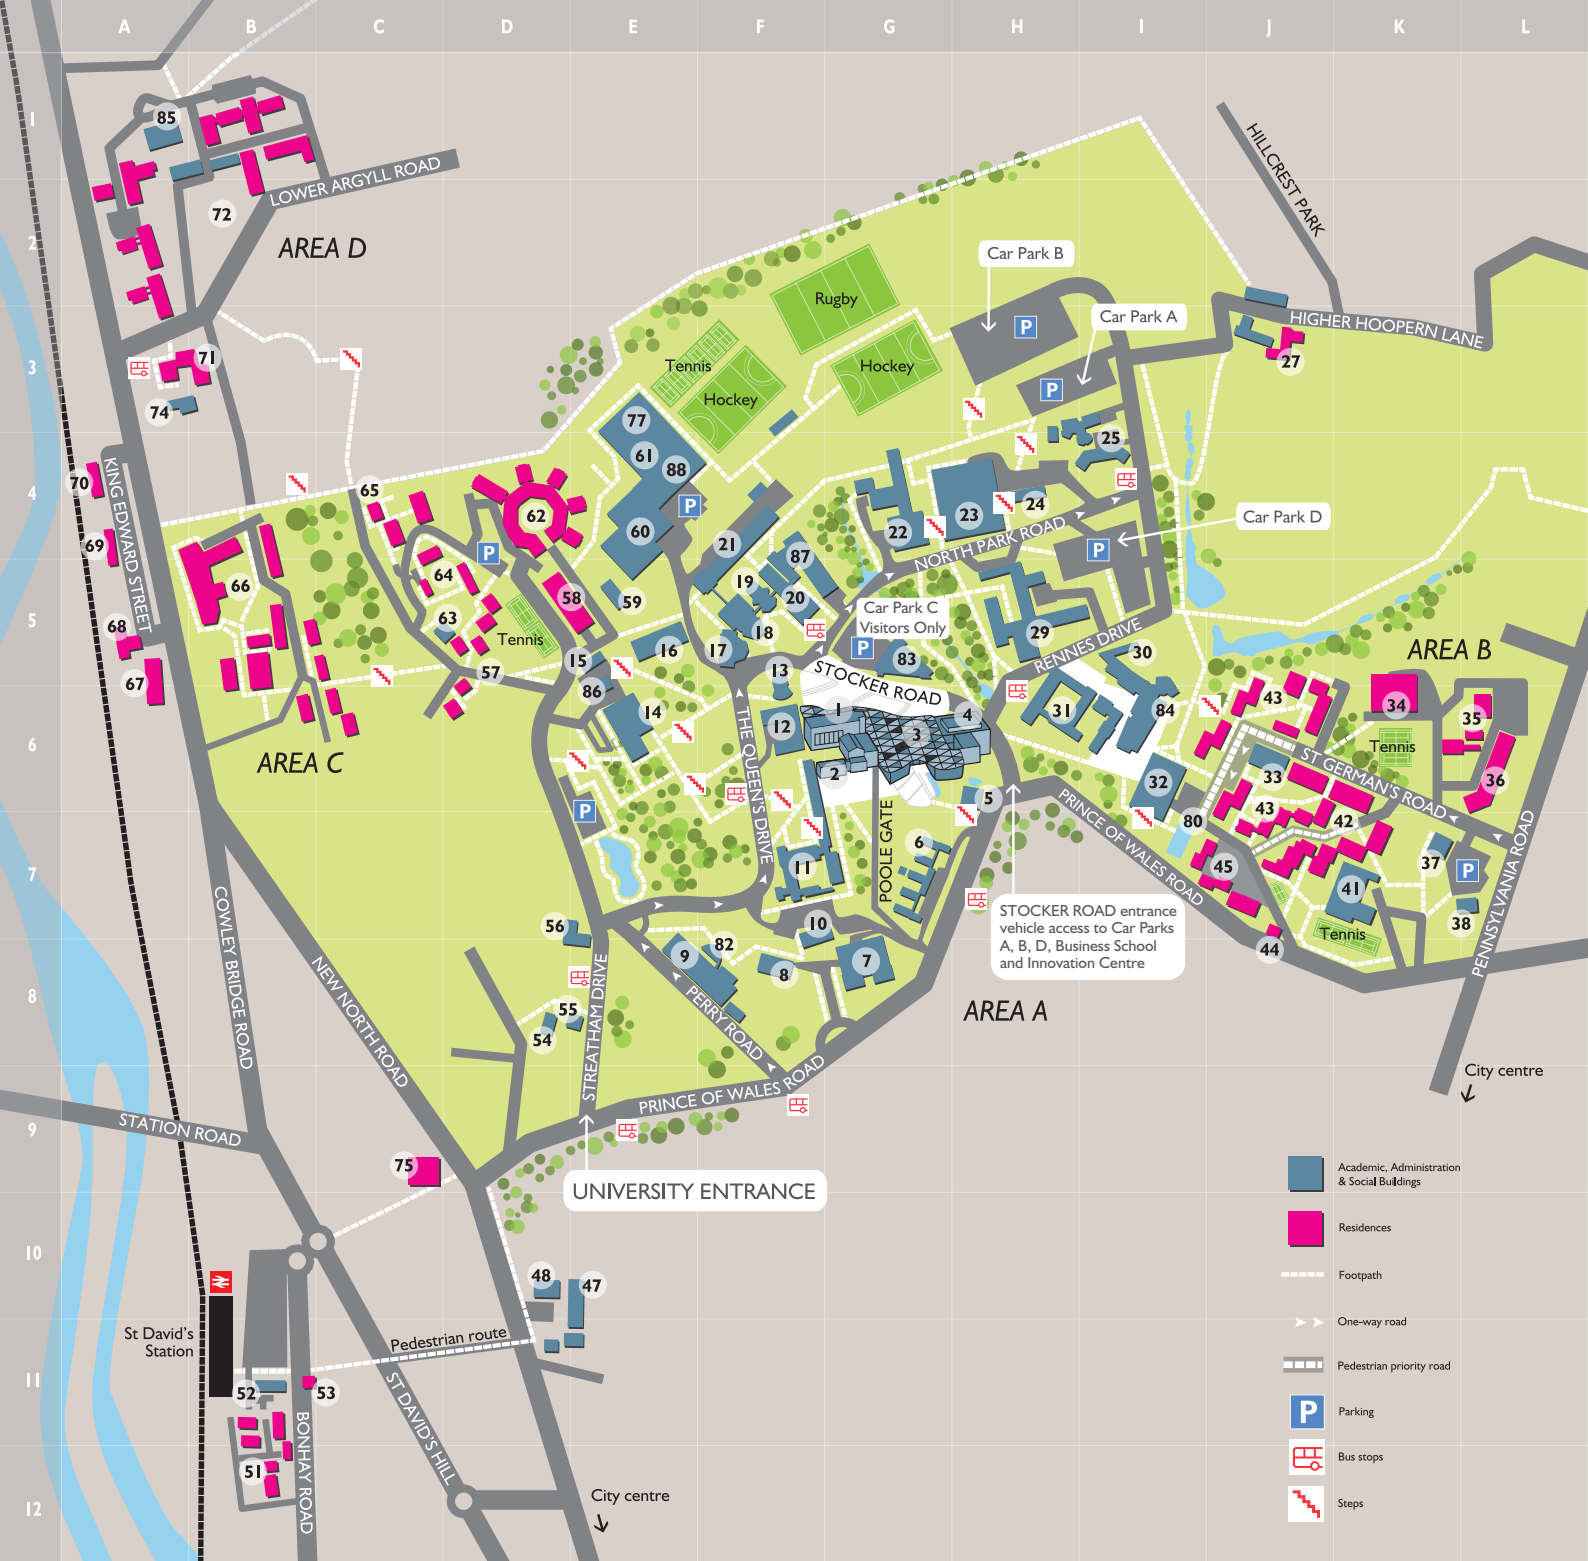 A B C D E F G H I J K L
1
85
LOWER ARGYLL ROAD
HILLCREST PARK
72
2
AREA D
Car Park B
Rugby
Car Park A
HIGHER HOOPERN LANE
3
71
27
Tennis
Hockey
Hockey
74
77
61
88
25
4
70
KING EDWARD STREET
65
62
60
24
23
22
NORTH PARK ROAD
Car Park D
P
P
P
P
P
69
21
87
64
66
19
20
58
59
5
68
63
Tennis
18
Car Park C
Visitors Only
P
29
RENNES DRIVE
30
AREA B
16
17
15
57
13
83
STOCKER ROAD
67
86
14
1
4
31
84
43
34
35
THE QUEEN'S DRIVE
12
3
6
AREA C
2
32
33
ST GERMAN'S ROAD
Tennis
36
P
5
PRINCE OF WALES ROAD
80
43
42
POOLE GATE
6
37
P
PENNSYLVANIA ROAD
7
11
45
41
COWLEY BRIDGE ROAD
STOCKER ROAD entrance
vehicle access to Car Parks
A, B, D, Business School
and Innovation Centre
10
56
38
82
Tennis
9
7
44
8
8
NEW NORTH ROAD
STREATHAM DRIVE
PERRY ROAD
55
54
AREA A
PRINCE OF WALES ROAD
City centre
9
STATION ROAD
75
UNIVERSITY ENTRANCE
Academic, Administration
& Social Buildings
Residences
10
48
47
Footpath
St David's
Station
Pedestrian route
One-way road
Pedestrian priority road
11
52
53
P
Parking
ST DAVID'S HILL
BONHAY ROAD
Bus stops
51
City centre
Steps
12